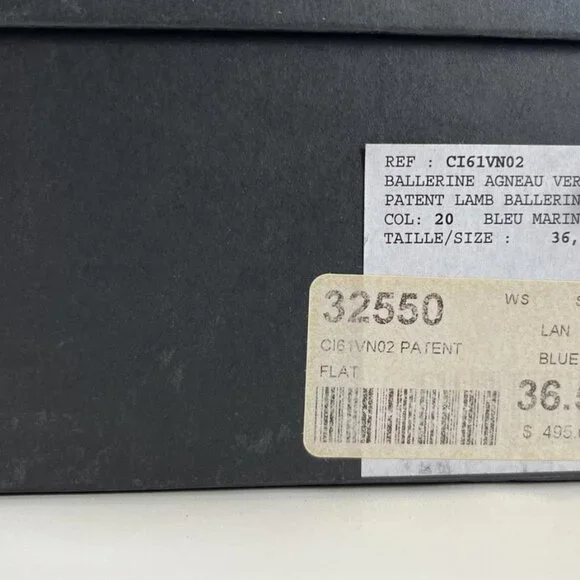 REF : CI61VN02
BALLERINE AGNEAU VER
PATENT LAMB BALLERIN
COL: 20 BLEU MARIN
TAILLE/SIZE : 36,
32550 WS S
LAN
CI61VN02 PATENT BLUE
FLAT
36.5
$ 495.